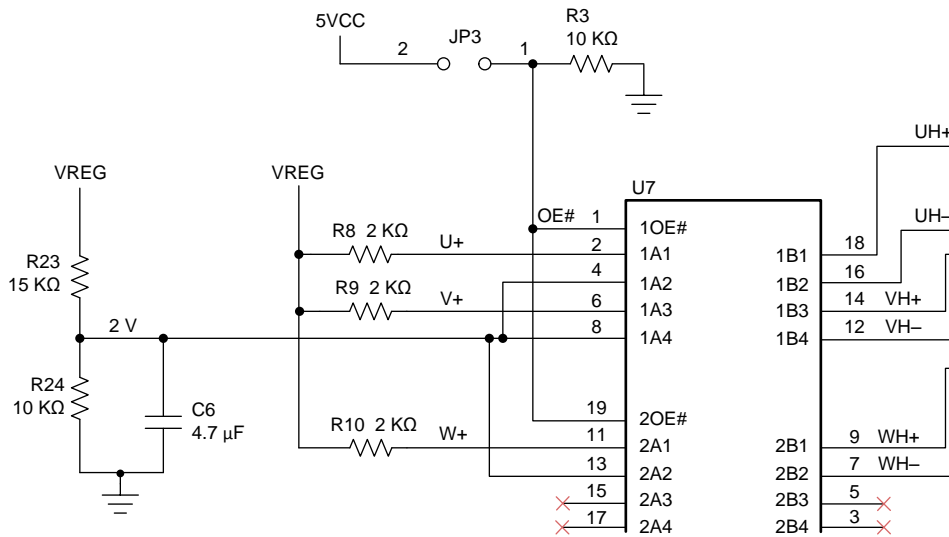 5VCC
2
JP3
1
R3
10 KΩ
VREG
VREG
UH+
UH–
U7
OE#
1
1OE#
R8 2 KΩ
U+
2
1A1
1B1
18
4
1A2
1B2
16
R23
15 KΩ
R9 2 KΩ
V+
6
1A3
1B3
14
VH+
2 V
8
1A4
1B4
12
VH–
R24
10 KΩ
C6
4.7 µF
19
2OE#
R10 2 KΩ
W+
11
2A1
2B1
9
WH+
13
2A2
2B2
7
WH–
15
2A3
2B3
5
17
2A4
2B4
3